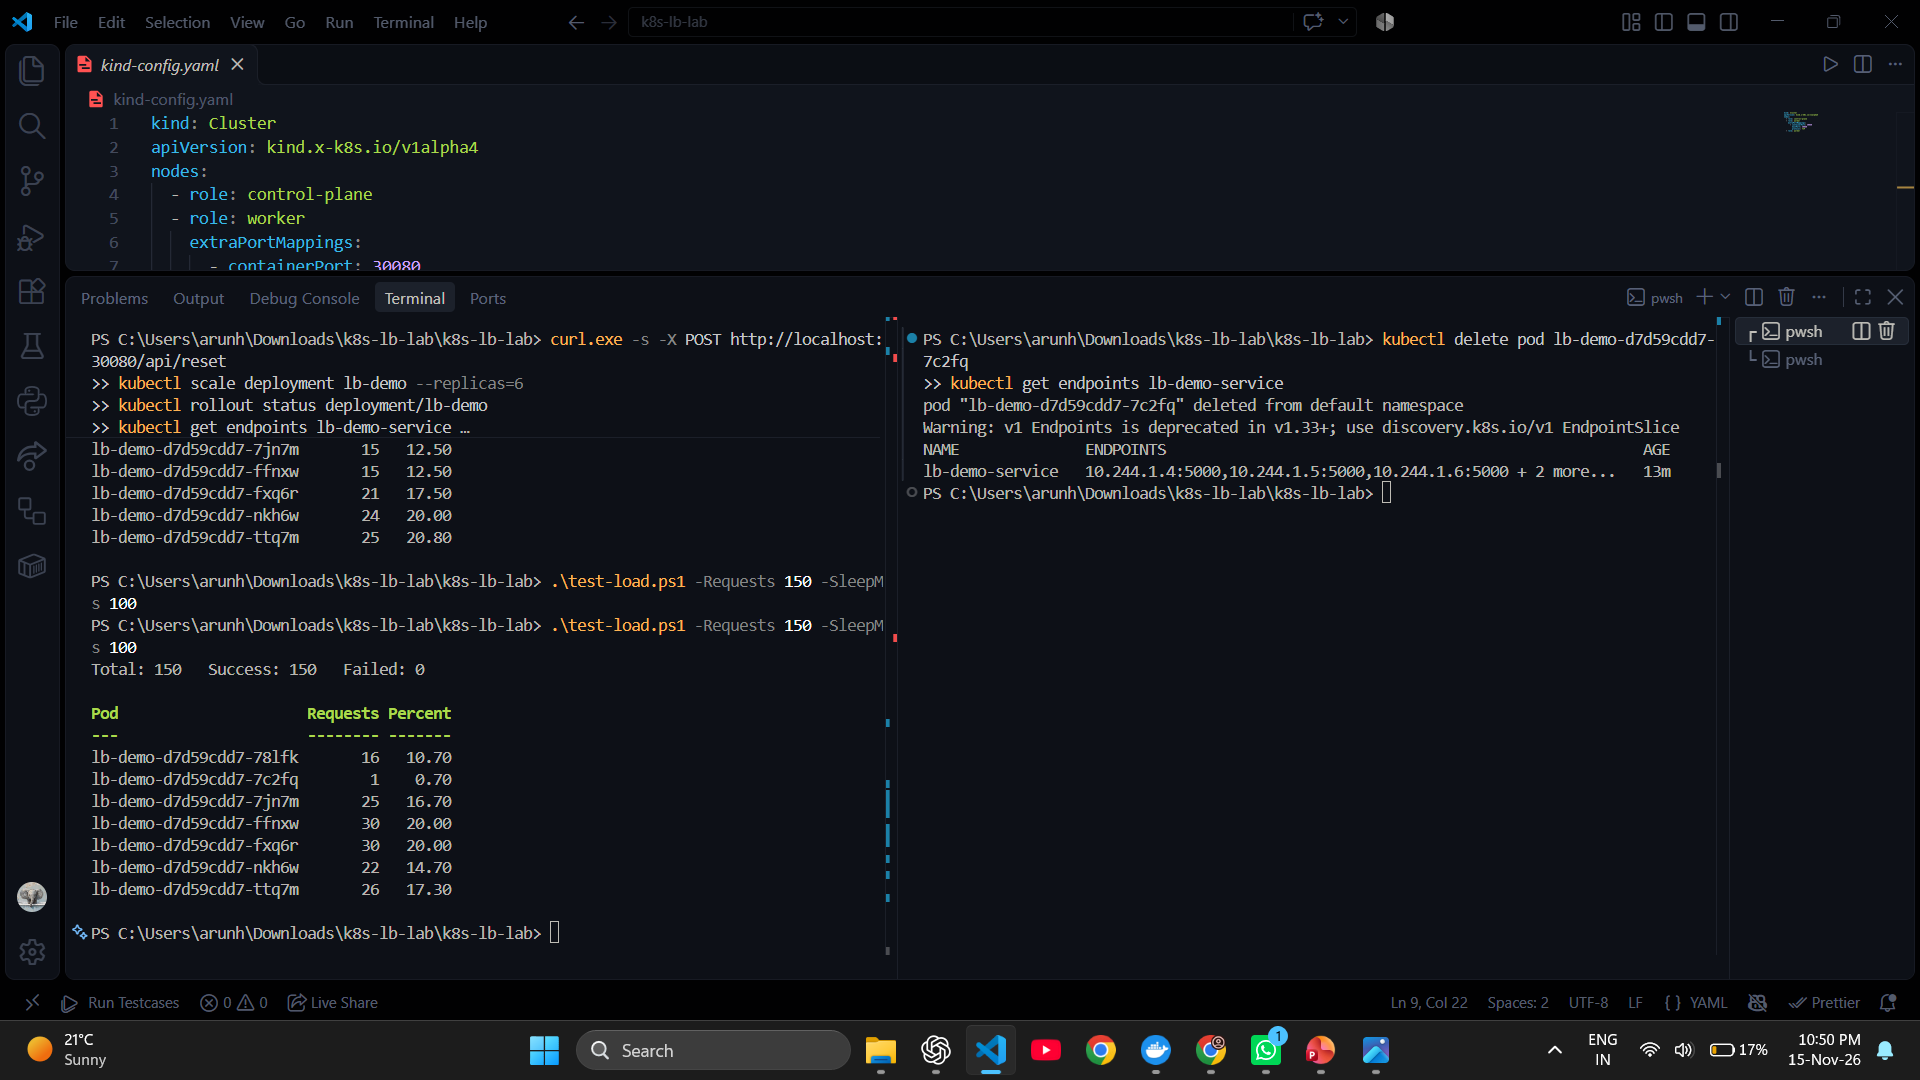 File Edit Selection View Go Run Terminal Help
k8s-lb-lab
kind-config.yaml
kind-config.yaml
1 kind: Cluster
2 apiVersion: kind.x-k8s.io/v1alpha4
3 nodes:
4 - role: control-plane
5 - role: worker
6 extraPortMappings:
7 - containerPort: 30080
Problems Output Debug Console Terminal Ports
pwsh
PS C:\Users\arunh\Downloads\k8s-lb-lab\k8s-lb-lab> curl.exe -s -X POST http://localhost:
30080/api/reset
>> kubectl scale deployment lb-demo --replicas=6
>> kubectl rollout status deployment/lb-demo
>> kubectl get endpoints lb-demo-service …
lb-demo-d7d59cdd7-7jn7m 15 12.50
lb-demo-d7d59cdd7-ffnxw 15 12.50
lb-demo-d7d59cdd7-fxq6r 21 17.50
lb-demo-d7d59cdd7-nkh6w 24 20.00
lb-demo-d7d59cdd7-ttq7m 25 20.80
PS C:\Users\arunh\Downloads\k8s-lb-lab\k8s-lb-lab> .\test-load.ps1 -Requests 150 -SleepM
s 100
PS C:\Users\arunh\Downloads\k8s-lb-lab\k8s-lb-lab> .\test-load.ps1 -Requests 150 -SleepM
s 100
Total: 150 Success: 150 Failed: 0
Pod Requests Percent
--- -------- -------
lb-demo-d7d59cdd7-78lfk 16 10.70
lb-demo-d7d59cdd7-7c2fq 1 0.70
lb-demo-d7d59cdd7-7jn7m 25 16.70
lb-demo-d7d59cdd7-ffnxw 30 20.00
lb-demo-d7d59cdd7-fxq6r 30 20.00
lb-demo-d7d59cdd7-nkh6w 22 14.70
lb-demo-d7d59cdd7-ttq7m 26 17.30
PS C:\Users\arunh\Downloads\k8s-lb-lab\k8s-lb-lab>
PS C:\Users\arunh\Downloads\k8s-lb-lab\k8s-lb-lab> kubectl delete pod lb-demo-d7d59cdd7-
7c2fq
>> kubectl get endpoints lb-demo-service
pod "lb-demo-d7d59cdd7-7c2fq" deleted from default namespace
Warning: v1 Endpoints is deprecated in v1.33+; use discovery.k8s.io/v1 EndpointSlice
NAME ENDPOINTS AGE
lb-demo-service 10.244.1.4:5000,10.244.1.5:5000,10.244.1.6:5000 + 2 more... 13m
PS C:\Users\arunh\Downloads\k8s-lb-lab\k8s-lb-lab>
pwsh
pwsh
Run Testcases 0 0 Live Share
Ln 9, Col 22 Spaces: 2 UTF-8 LF { } YAML Prettier
21°C
Sunny
Search
1
ENG
IN
17%
10:50 PM
15-Nov-26